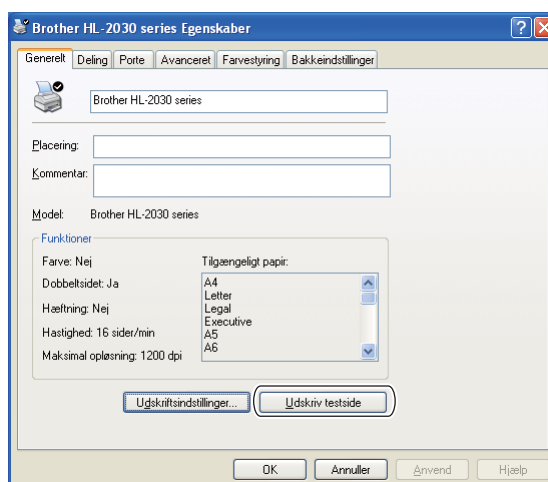 Brother HL-2030 series Egenskaber
Generelt Deling Porte Avanceret Farvestyring Bakkeindstillinger
Brother HL-2030 series
Placering:
Kommentar:
Model: Brother HL-2030 series
Funktioner
Farve: Nej
Dobbeltsidet: Ja
Hæftning: Nej
Hastighed: 16 sider/min
Maksimal opløsning: 1200 dpi
Tilgængeligt papir:
A4
Letter
Legal
Executive
A5
A6
Udskriftsindstillinger... Udskriv testside
OK Annuller Anvend Hjælp